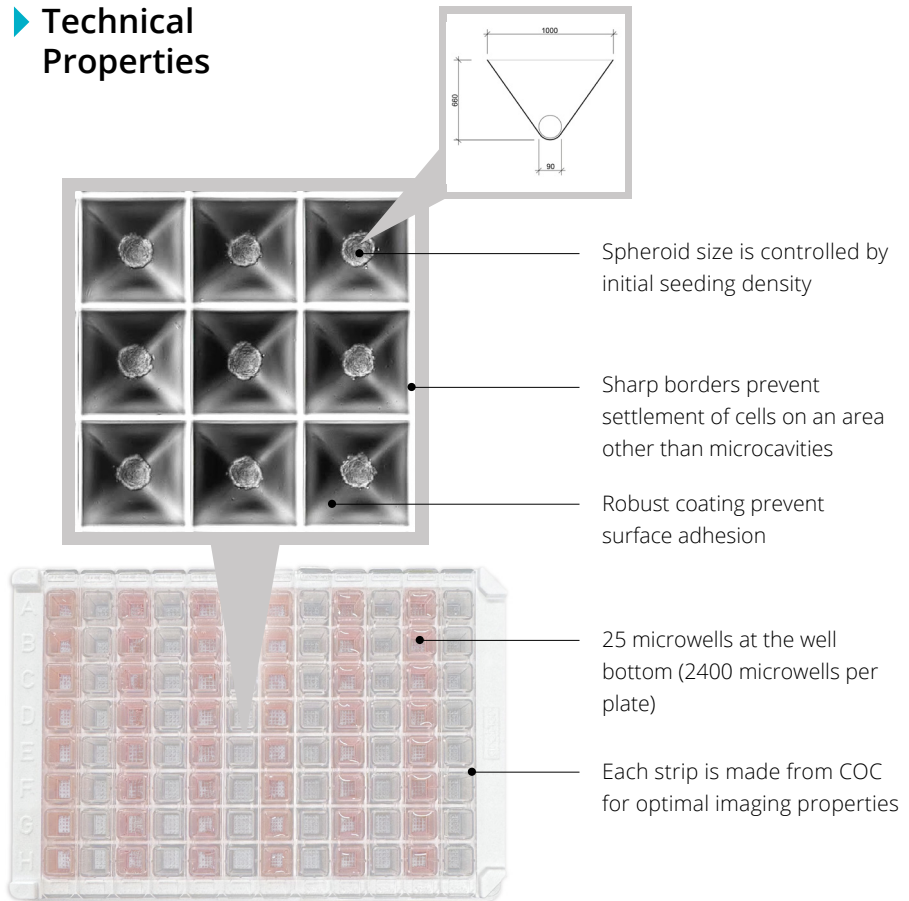 Technical
Properties
1000
660
90
Spheroid size is controlled by
initial seeding density
Sharp borders prevent
settlement of cells on an area
other than microcavities
Robust coating prevent
surface adhesion
25 microwells at the well
bottom (2400 microwells per
plate)
Each strip is made from COC
for optimal imaging properties
A
B
C
D
E
F
G
H